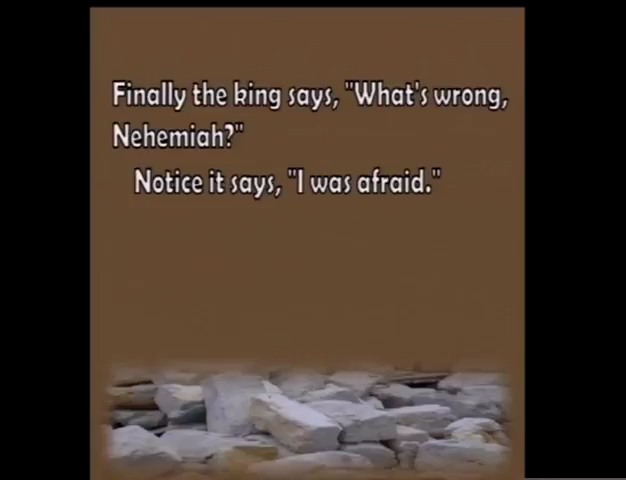 Finally the king says, "What's wrong,
Nehemiah?"
Notice it says, "I was afraid."